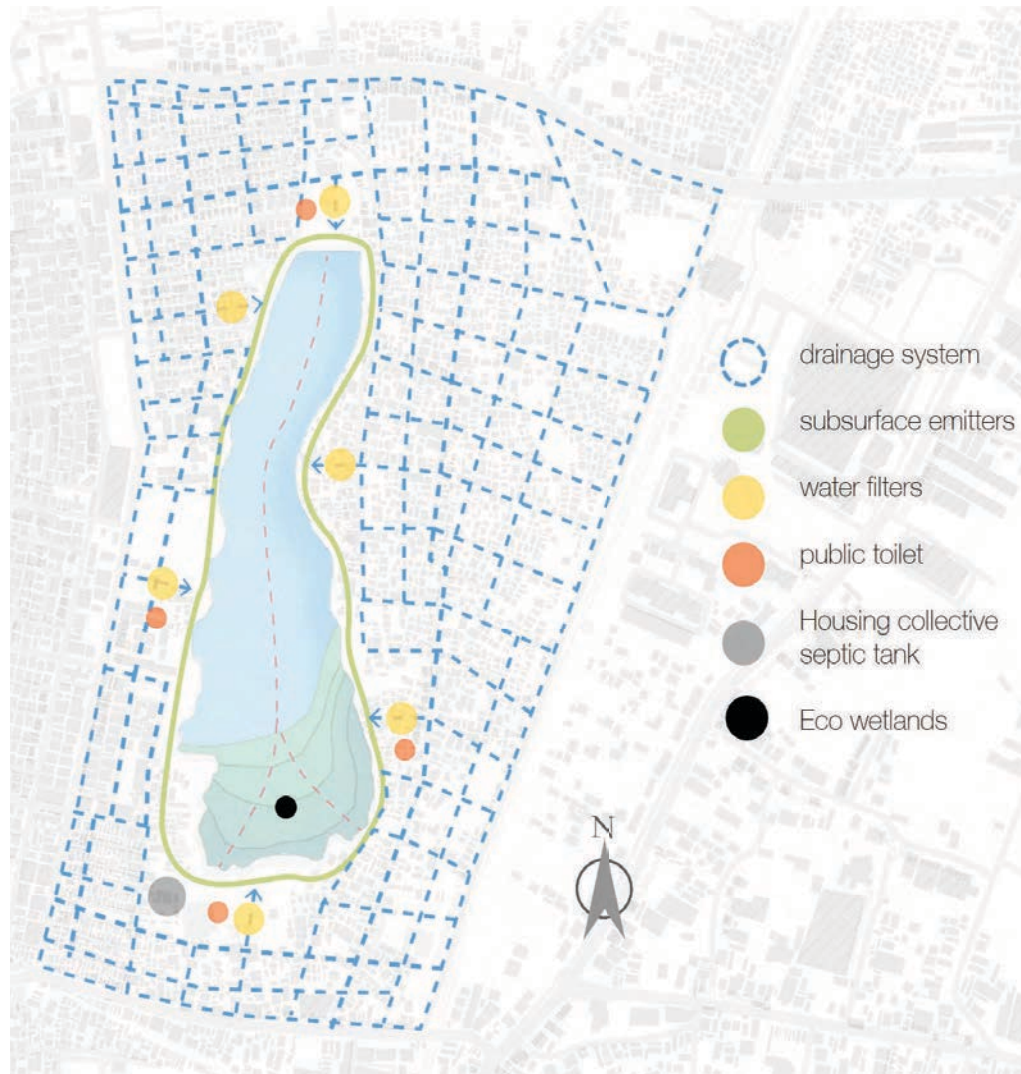 drainage system
subsurface emitters
water filters
public toilet
Housing collective
septic tank
Eco wetlands
N